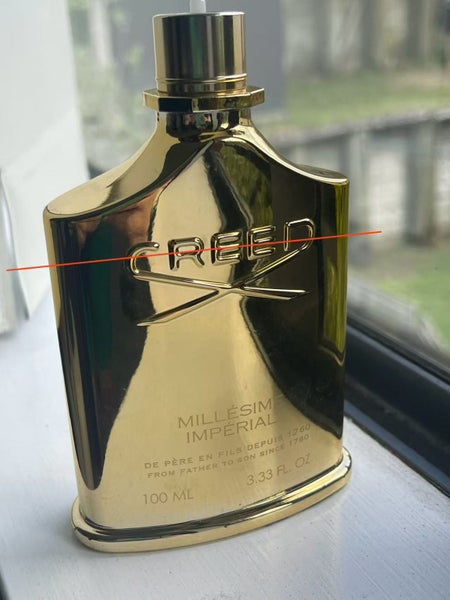 CREED
MILLÉSIME
IMPÉRIAL
DE PÈRE EN FILS DEPUIS 1760
FROM FATHER TO SON SINCE 1760
100 ML 3.33 FL. OZ